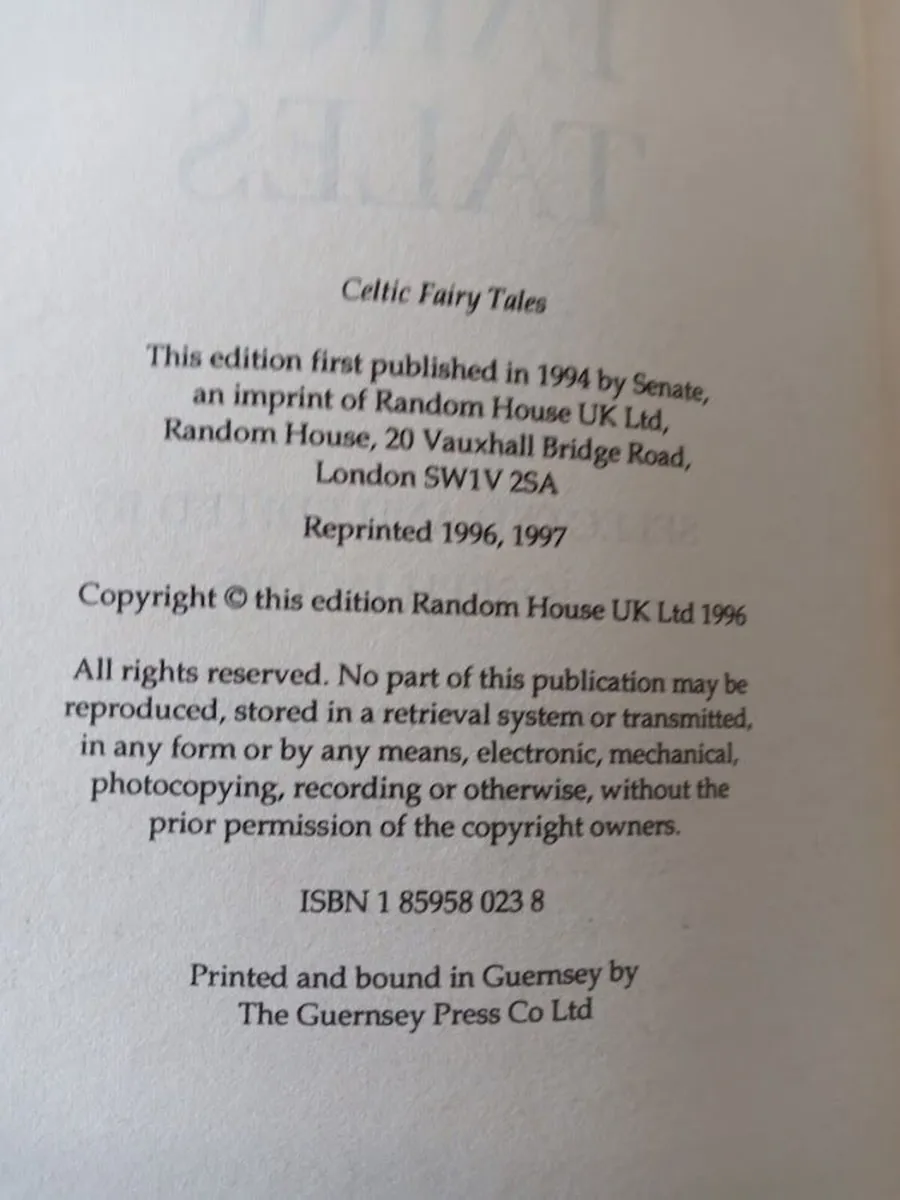 FAIRY
TALES
Celtic Fairy Tales
This edition first published in 1994 by Senate,
an imprint of Random House UK Ltd,
Random House, 20 Vauxhall Bridge Road,
London SW1V 2SA
Reprinted 1996, 1997
Copyright © this edition Random House UK Ltd 1996
All rights reserved. No part of this publication may be
reproduced, stored in a retrieval system or transmitted,
in any form or by any means, electronic, mechanical,
photocopying, recording or otherwise, without the
prior permission of the copyright owners.
ISBN 1 85958 023 8
Printed and bound in Guernsey by
The Guernsey Press Co Ltd